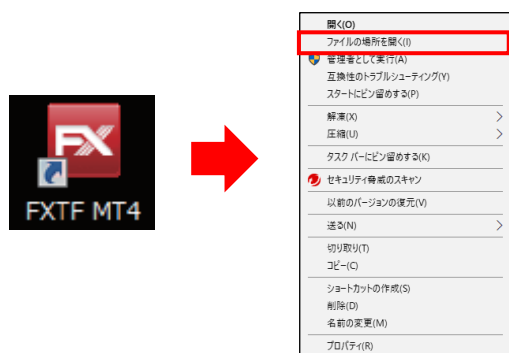 FX
FXTF MT4
開く(O)
ファイルの場所を開く(I)
管理者として実行(A)
互換性のトラブルシューティング(Y)
スタートにピン留めする(P)
解凍(X)
圧縮(U)
タスク バーにピン留めする(K)
セキュリティ脅威のスキャン
以前のバージョンの復元(V)
送る(N)
切り取り(T)
コピー(C)
ショートカットの作成(S)
削除(D)
名前の変更(M)
プロパティ(R)